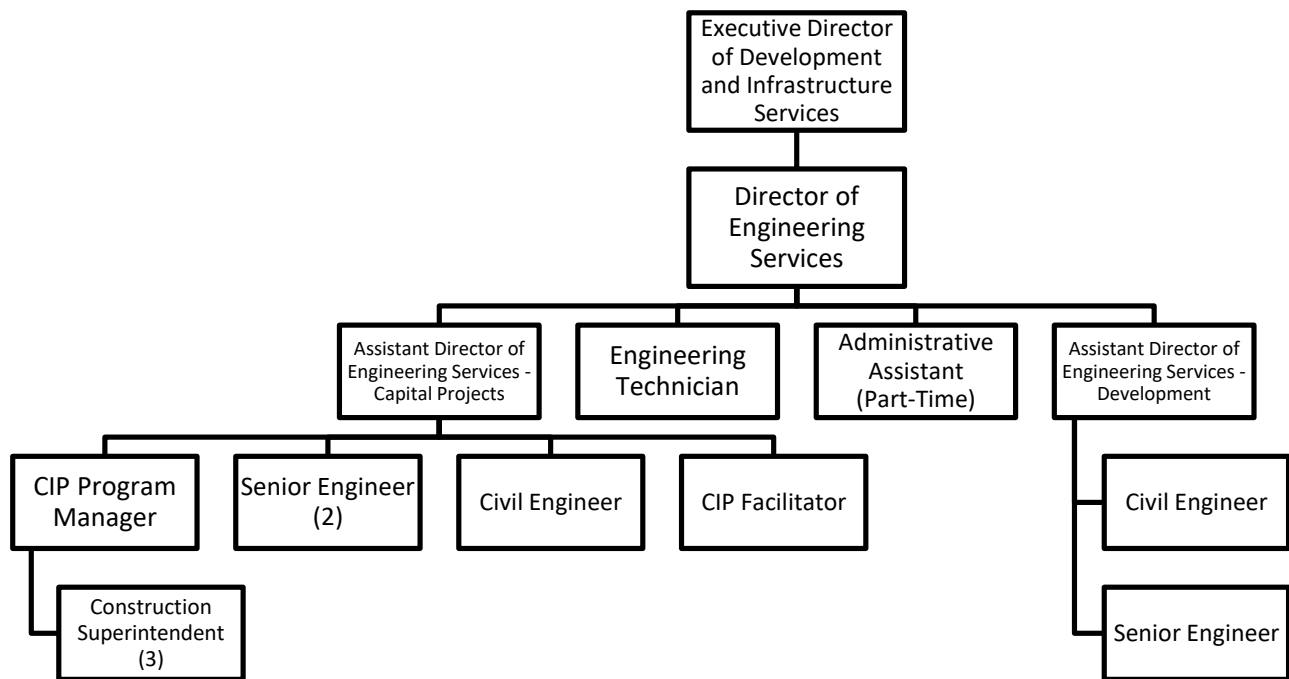 Executive Director
of Development
and Infrastructure
Services
Director of
Engineering
Services
Assistant Director of
Engineering Services -
Capital Projects
Engineering
Technician
Administrative
Assistant
(Part-Time)
Assistant Director of
Engineering Services -
Development
CIP Program
Manager
Senior Engineer
(2)
Civil Engineer
CIP Facilitator
Civil Engineer
Construction
Superintendent
(3)
Senior Engineer